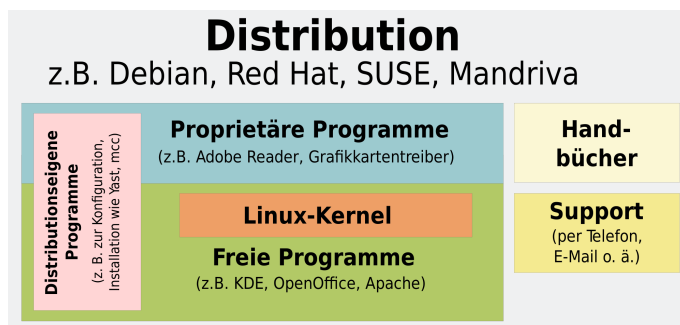 Distribution
z.B. Debian, Red Hat, SUSE, Mandriva
Distributionseigene
Programme
(z. B. zur Konfiguration,
Installation wie Yast, mcc)
Proprietäre Programme
(z.B. Adobe Reader, Grafikkartentreiber)
Linux-Kernel
Freie Programme
(z.B. KDE, OpenOffice, Apache)
Hand-
bücher
Support
(per Telefon,
E-Mail o. ä.)